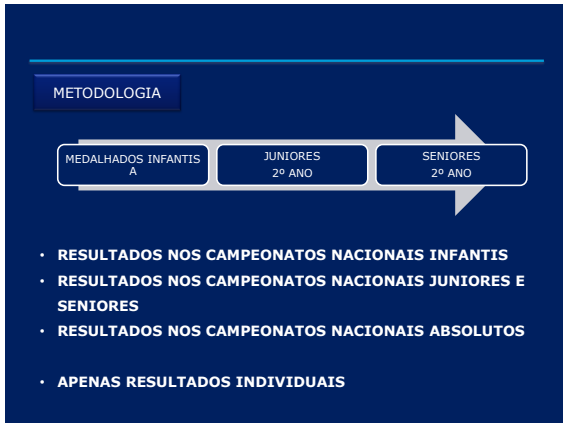 METODOLOGIA
MEDALHADOS INFANTIS
A
JUNIORES
2º ANO
SENIORES
2º ANO
• RESULTADOS NOS CAMPEONATOS NACIONAIS INFANTIS
• RESULTADOS NOS CAMPEONATOS NACIONAIS JUNIORES E
SENIORES
• RESULTADOS NOS CAMPEONATOS NACIONAIS ABSOLUTOS
• APENAS RESULTADOS INDIVIDUAIS